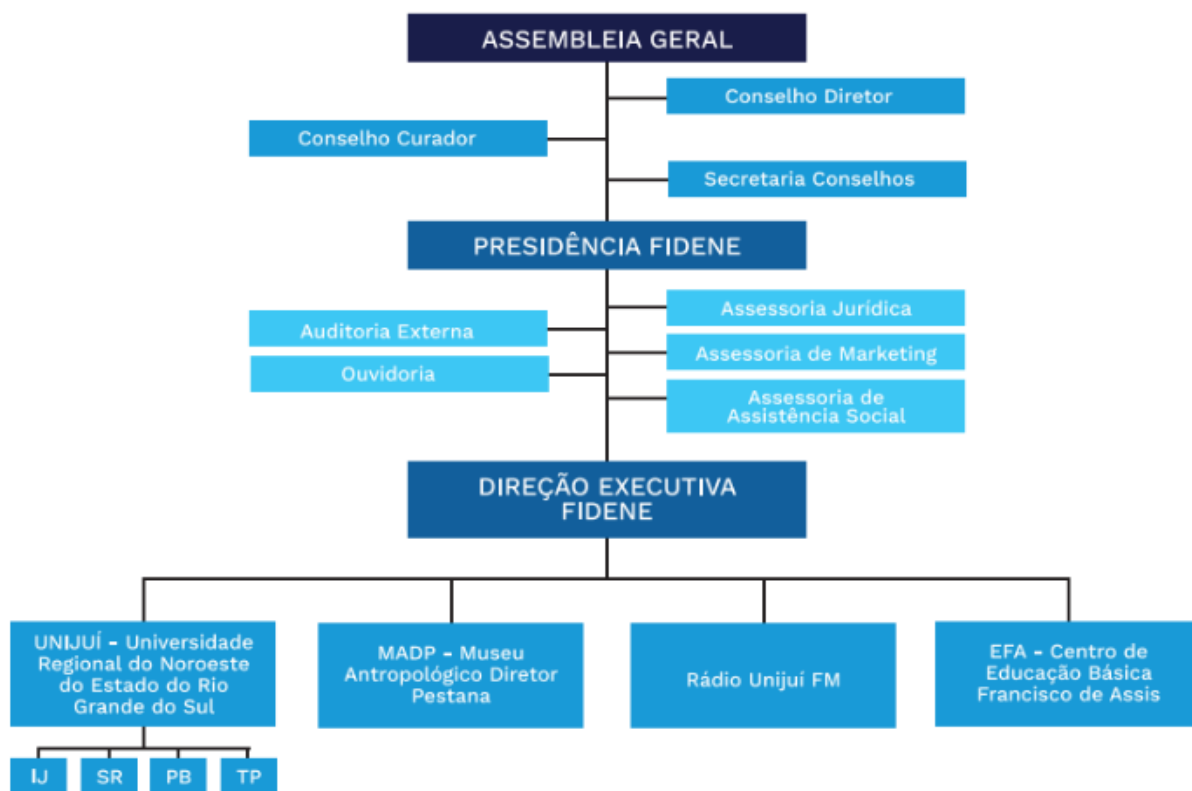 ASSEMBLEIA GERAL
Conselho Diretor
Conselho Curador
Secretaria Conselhos
PRESIDÊNCIA FIDENE
Assessoria Jurídica
Auditoria Externa
Assessoria de Marketing
Ouvidoria
Assessoria de
Assistência Social
DIREÇÃO EXECUTIVA
FIDENE
UNIJUÍ - Universidade
Regional do Noroeste
do Estado do Rio
Grande do Sul
MADP - Museu
Antropológico Diretor
Pestana
Rádio Unijuí FM
EFA - Centro de
Educação Básica
Francisco de Assis
IJ
SR
PB
TP